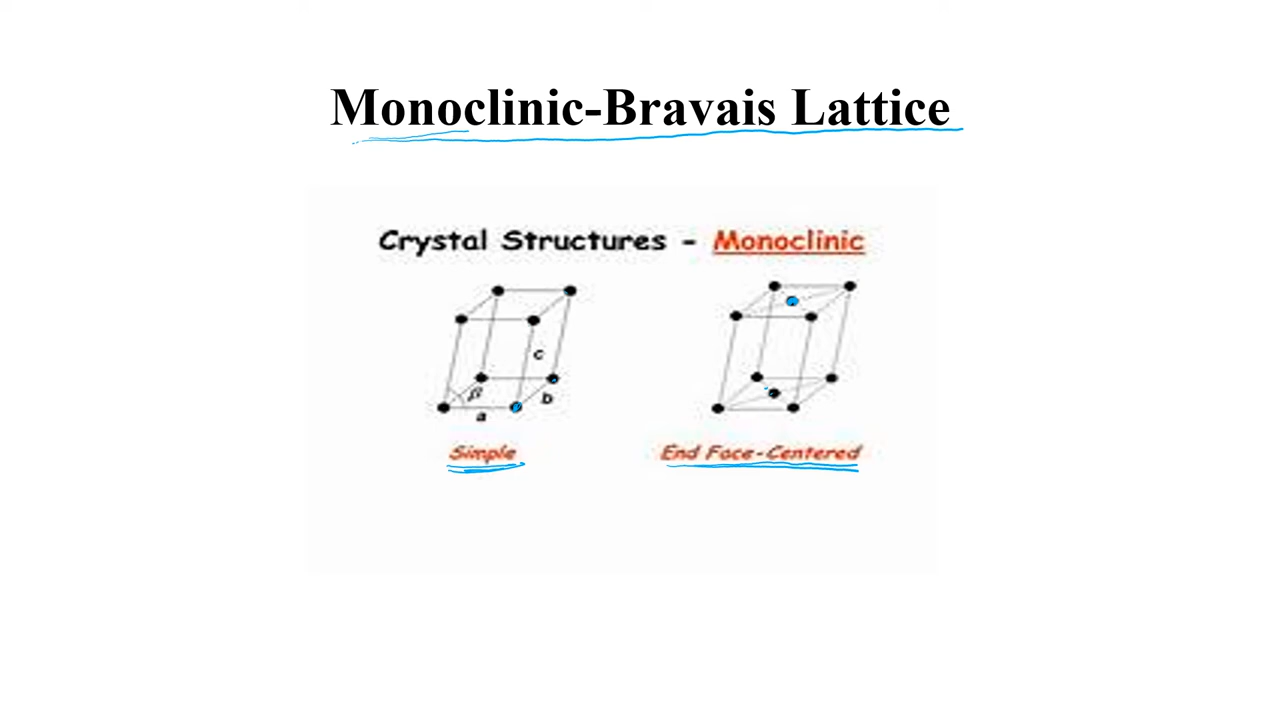 Monoclinic-Bravais Lattice
Crystal Structures - Monoclinic
c
β
b
a
Simple
End Face-Centered